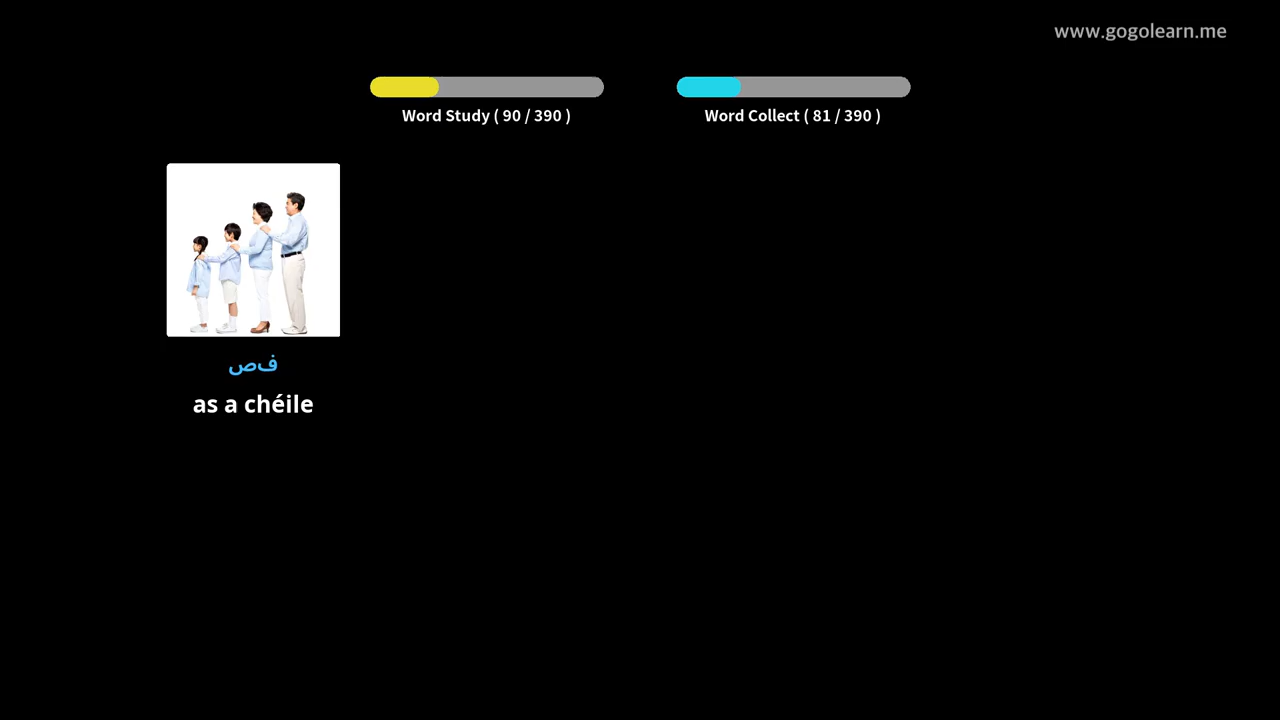 www.gogolearn.me
Word Study ( 90 / 390 )
Word Collect ( 81 / 390 )
فص
as a chéile